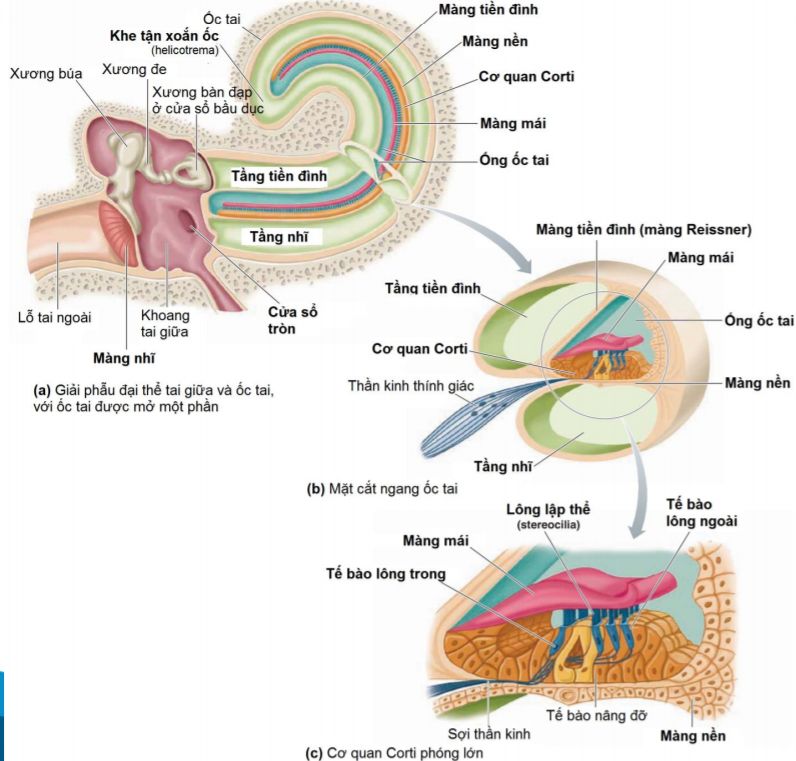 Ốc tai
Khe tận xoắn ốc
(helicotrema)
Xương búa
Xương đe
Xương bàn đạp
ở cửa sổ bầu dục
Màng tiền đình
Màng nền
Cơ quan Corti
Màng mái
Ống ốc tai
Tầng tiền đình
Tầng nhĩ
Lỗ tai ngoài
Khoang
tai giữa
Cửa sổ
tròn
Màng nhĩ
(a) Giải phẫu đại thể tai giữa và ốc tai,
với ốc tai được mở một phần
Màng tiền đình (màng Reissner)
Màng mái
Tầng tiền đình
Ống ốc tai
Cơ quan Corti
Thần kinh thính giác
Màng nền
Tầng nhĩ
(b) Mặt cắt ngang ốc tai
Lông lập thể
(stereocilia)
Tế bào
lông ngoài
Màng mái
Tế bào lông trong
Sợi thần kinh
Tế bào nâng đỡ
Màng nền
(c) Cơ quan Corti phóng lớn